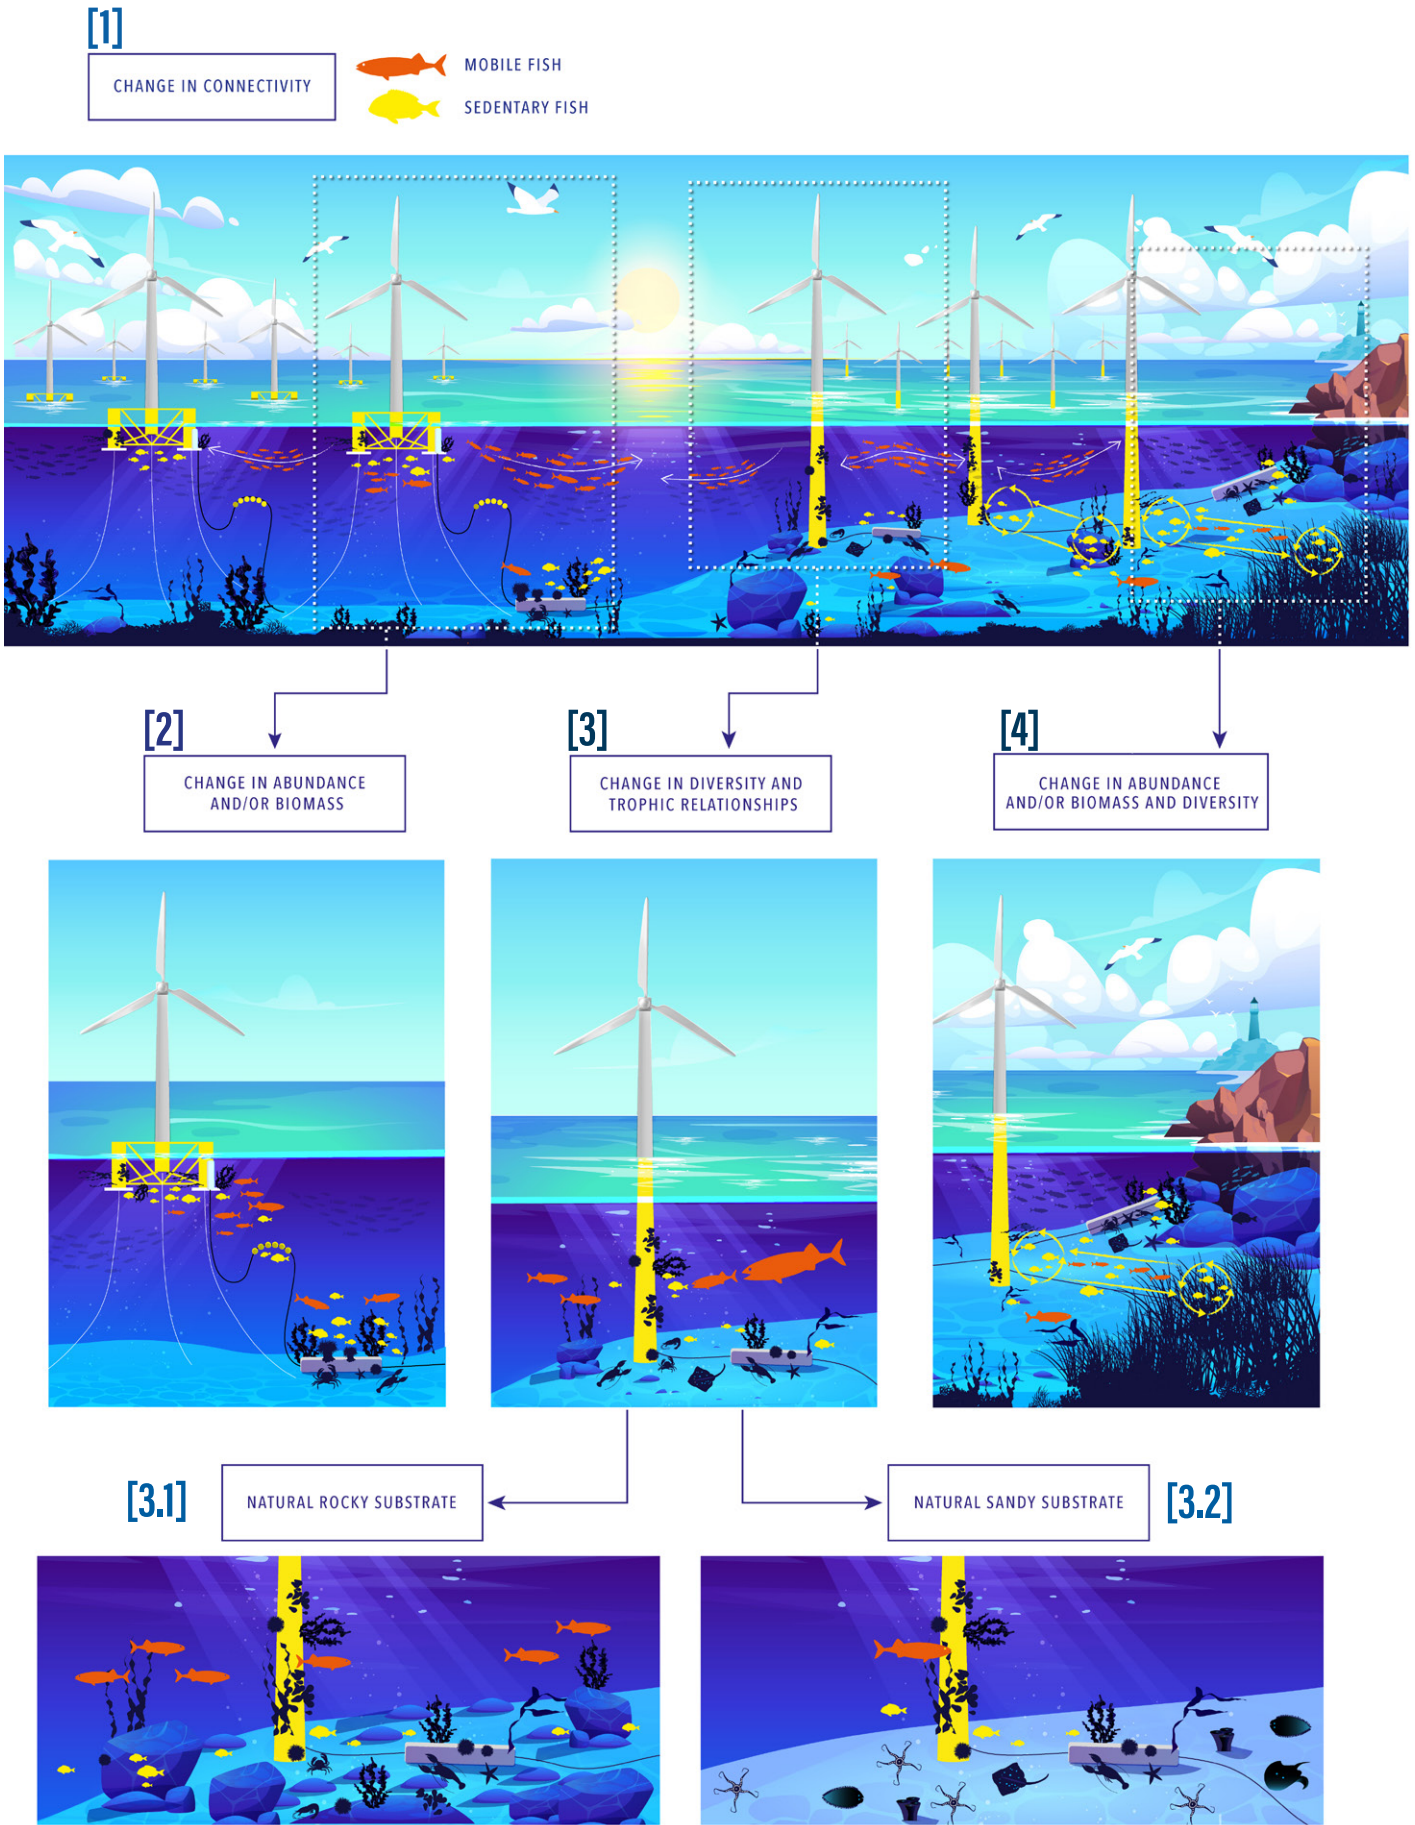 [1]
CHANGE IN CONNECTIVITY
MOBILE FISH
SEDENTARY FISH
[2]
CHANGE IN ABUNDANCE
AND/OR BIOMASS
[3]
CHANGE IN DIVERSITY AND
TROPHIC RELATIONSHIPS
[4]
CHANGE IN ABUNDANCE
AND/OR BIOMASS AND DIVERSITY
[3.1]
NATURAL ROCKY SUBSTRATE
NATURAL SANDY SUBSTRATE
[3.2]